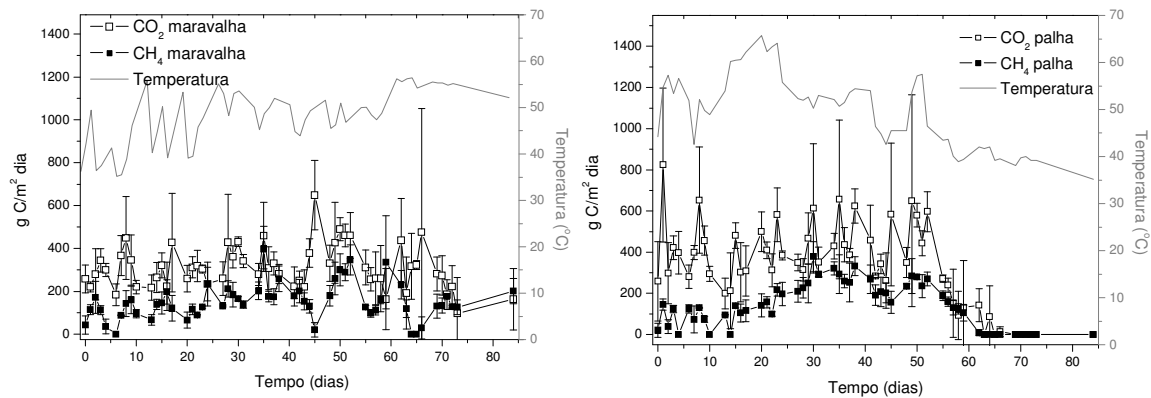 CO2 maravalha
CH4 maravalha
Temperatura
1400
1200
1000
800
600
400
200
0
g C/m² dia
0 10 20 30 40 50 60 70 80
Tempo (dias)
70
60
50
40
30
20
10
0
Temperatura (°C)
CO2 palha
CH4 palha
Temperatura
1400
1200
1000
800
600
400
200
0
g C/m² dia
0 10 20 30 40 50 60 70 80
Tempo (dias)
70
60
50
40
30
20
10
0
Temperatura (°C)